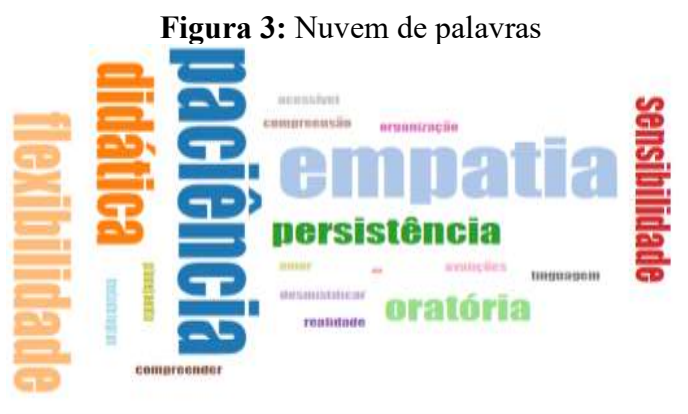 Figura 3: Nuvem de palavras
flexibilidade
didática
paciência
acessível
compreensão
organização
empatia
sensibilidade
persistência
amor
linguagem
desmistificar
realidade
oratória
compreender